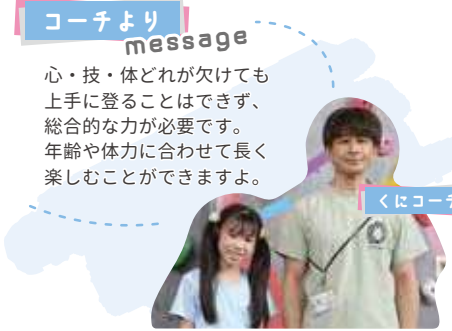 コーチより
message
心・技・体どれが欠けても
上手に登ることはできず、
総合的な力が必要です。
年齢や体力に合わせて長く
楽しむことができますよ。
くにコーチ